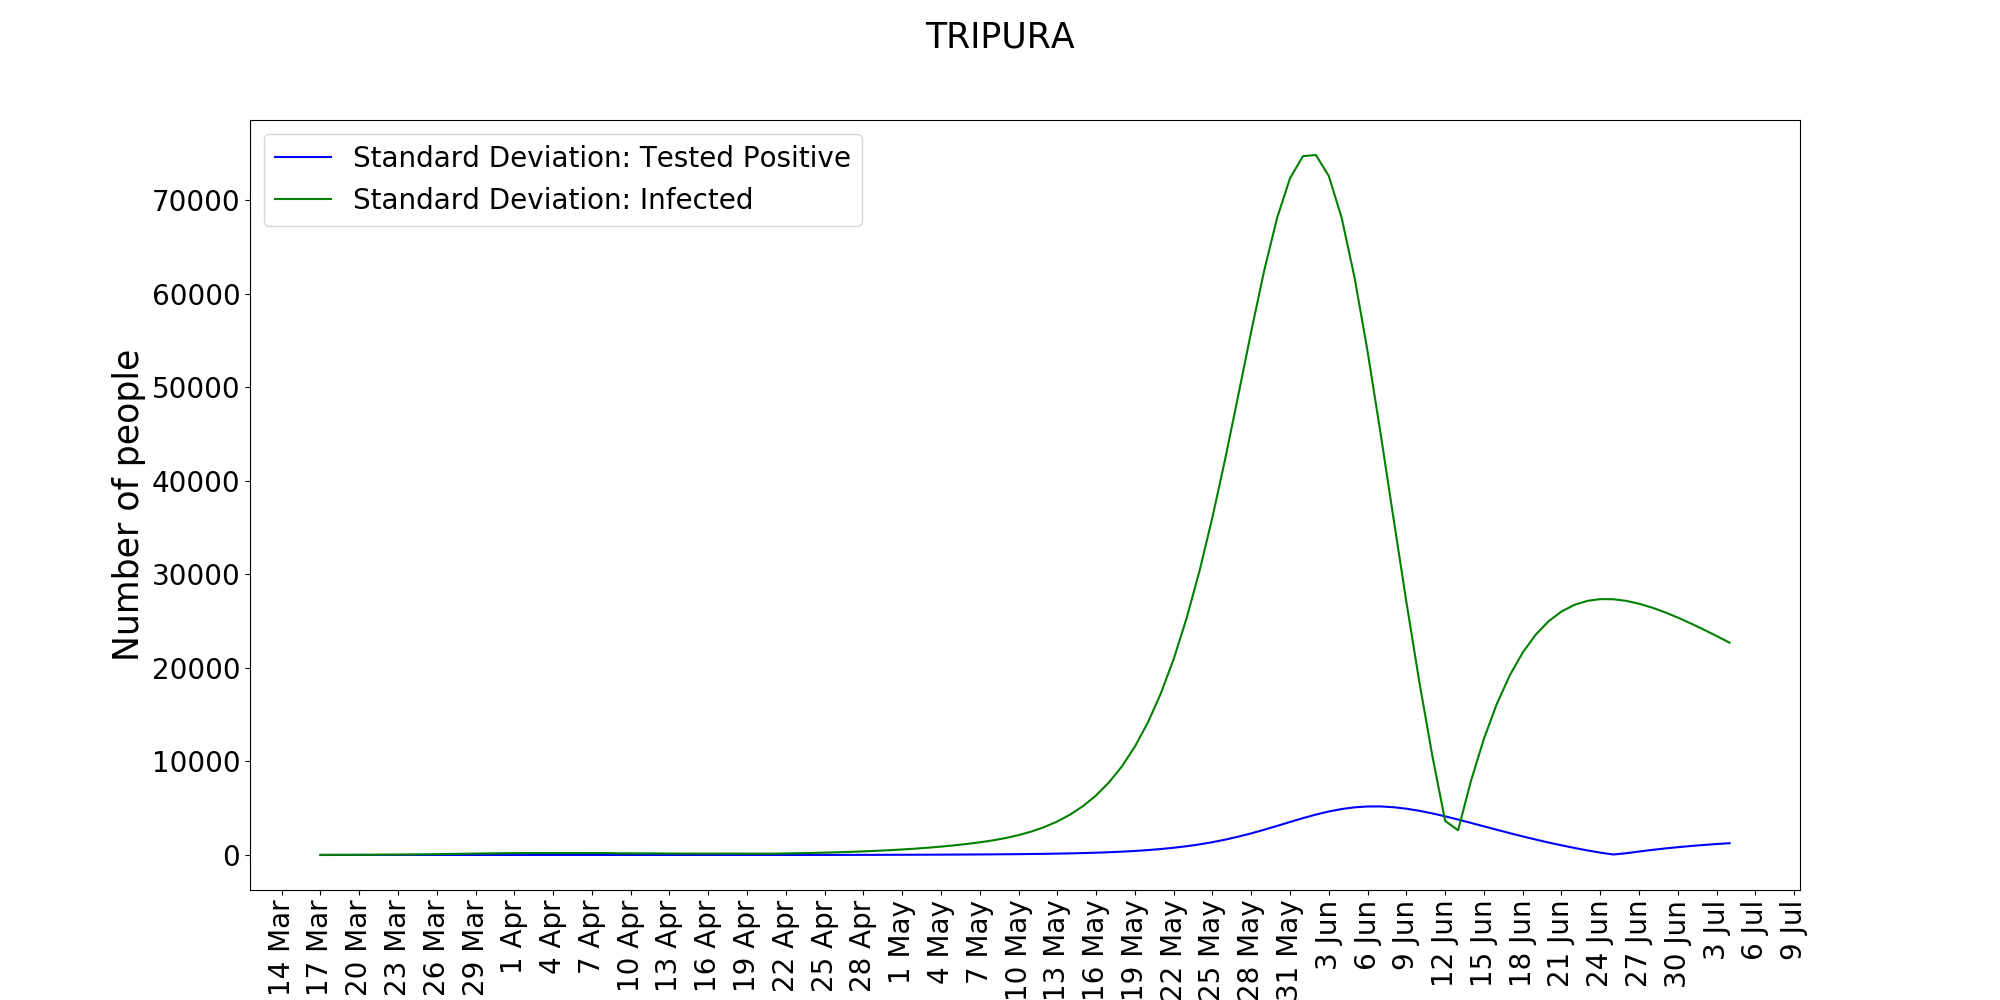 TRIPURA
Standard Deviation: Tested Positive
Standard Deviation: Infected
Number of people
70000
60000
50000
40000
30000
20000
10000
0
14 Mar
17 Mar
20 Mar
23 Mar
26 Mar
29 Mar
1 Apr
4 Apr
7 Apr
10 Apr
13 Apr
16 Apr
19 Apr
22 Apr
25 Apr
28 Apr
1 May
4 May
7 May
10 May
13 May
16 May
19 May
22 May
25 May
28 May
31 May
3 Jun
6 Jun
9 Jun
12 Jun
15 Jun
18 Jun
21 Jun
24 Jun
27 Jun
30 Jun
3 Jul
6 Jul
9 Jul